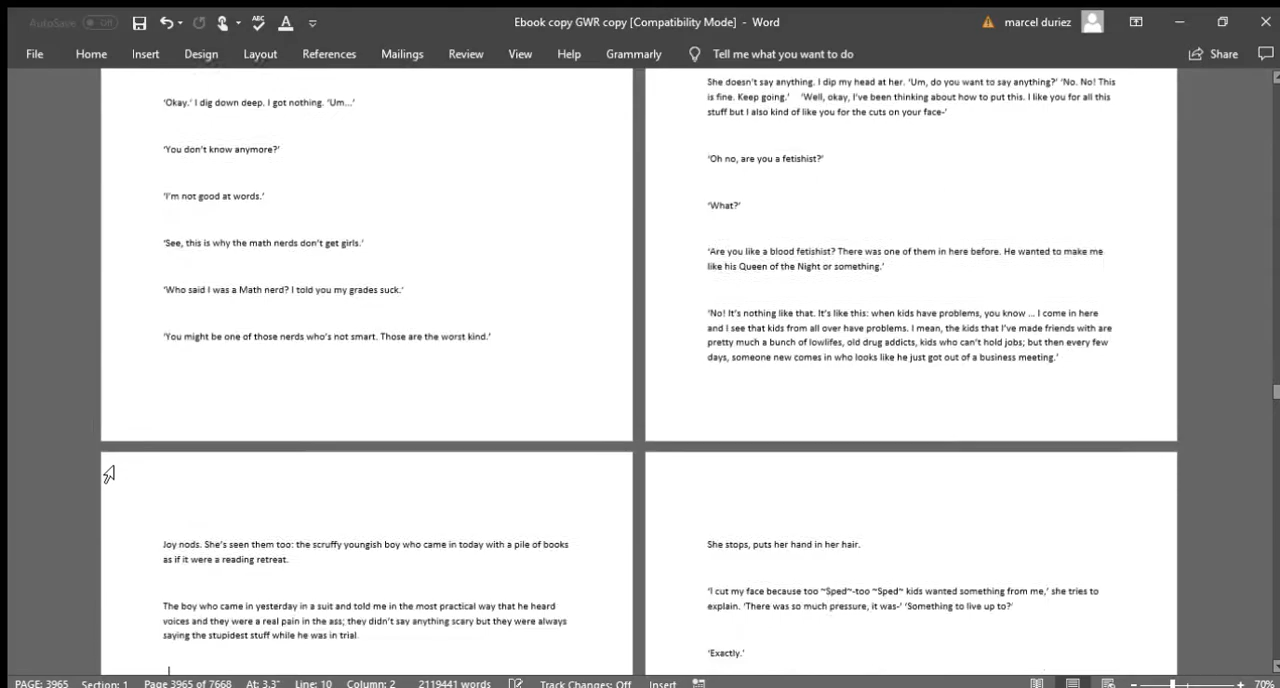 AutoSave Off
Ebook copy GWR copy [Compatibility Mode] - Word
marcel duriez
File Home Insert Design Layout References Mailings Review View Help Grammarly Tell me what you want to do Share
'Okay.' I dig down deep. I got nothing. 'Um...'
'You don't know anymore?'
'I'm not good at words.'
'See, this is why the math nerds don't get girls.'
'Who said I was a Math nerd? I told you my grades suck.'
'You might be one of those nerds who's not smart. Those are the worst kind.'
She doesn't say anything. I dip my head at her. 'Um, do you want to say anything?' 'No. No! This
is fine. Keep going.' 'Well, okay, I've been thinking about how to put this. I like you for all this
stuff but I also kind of like you for the cuts on your face-'
'Oh no, are you a fetishist?'
'What?'
'Are you like a blood fetishist? There was one of them in here before. He wanted to make me
like his Queen of the Night or something.'
'No! It's nothing like that. It's like this: when kids have problems, you know ... I come in here
and I see that kids from all over have problems. I mean, the kids that I've made friends with are
pretty much a bunch of lowlifes, old drug addicts, kids who can't hold jobs; but then every few
days, someone new comes in who looks like he just got out of a business meeting.'
Joy nods. She's seen them too: the scruffy youngish boy who came in today with a pile of books
as if it were a reading retreat.
The boy who came in yesterday in a suit and told me in the most practical way that he heard
voices and they were a real pain in the ass; they didn't say anything scary but they were always
saying the stupidest stuff while he was in trial.
She stops, puts her hand in her hair.
'I cut my face because too ~Sped~-too ~Sped~ kids wanted something from me,' she tries to
explain. 'There was so much pressure, it was-' 'Something to live up to?'
'Exactly.'
PAGE: 3965 Section: 1 Page 3965 of 7668 At: 3.3" Line: 10 Column: 2 2119441 words Track Changes: Off Insert 70%